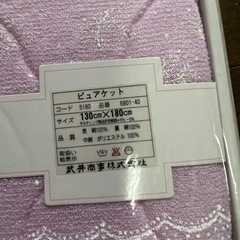 ピュアケット
コード 5180 品番 6801-40
サイズ 130cm×180cm
品質 表 綿100% 裏 綿100%
中綿 ポリエステル 100%
取扱い
絵表示
武井商事株式会社